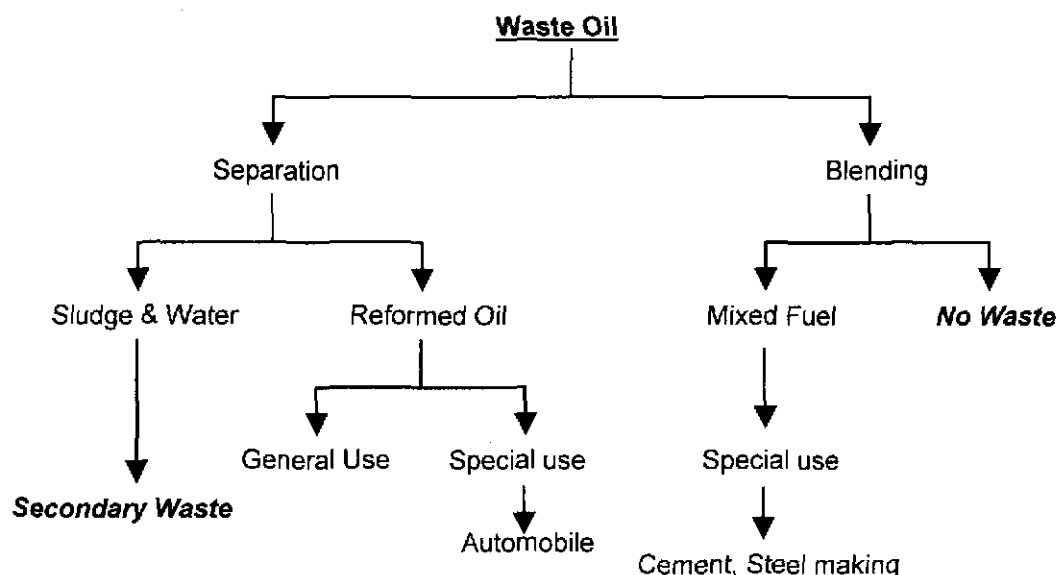 Waste Oil
Separation
Blending
Sludge & Water
Reformed Oil
Mixed Fuel
No Waste
General Use
Special use
Special use
Secondary Waste
Automobile
Cement, Steel making